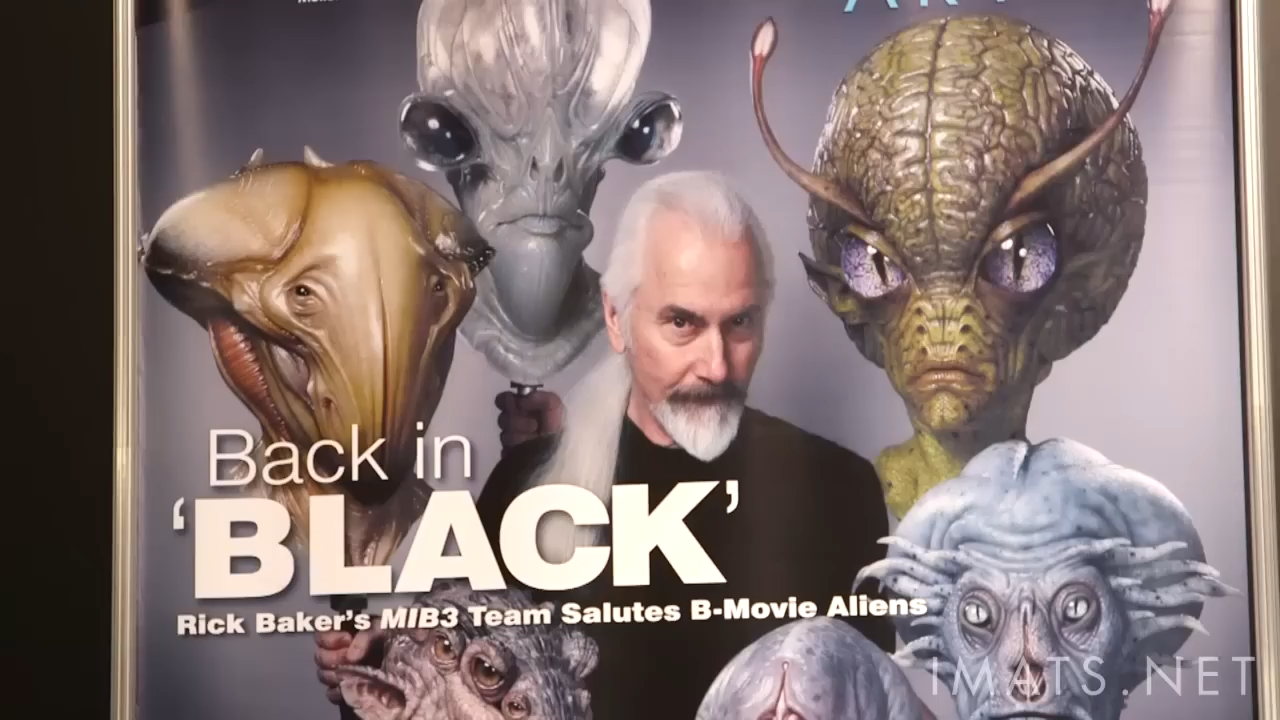 Back in
‘BLACK’
Rick Baker’s MIB3 Team Salutes B-Movie Aliens
IMATS.NET